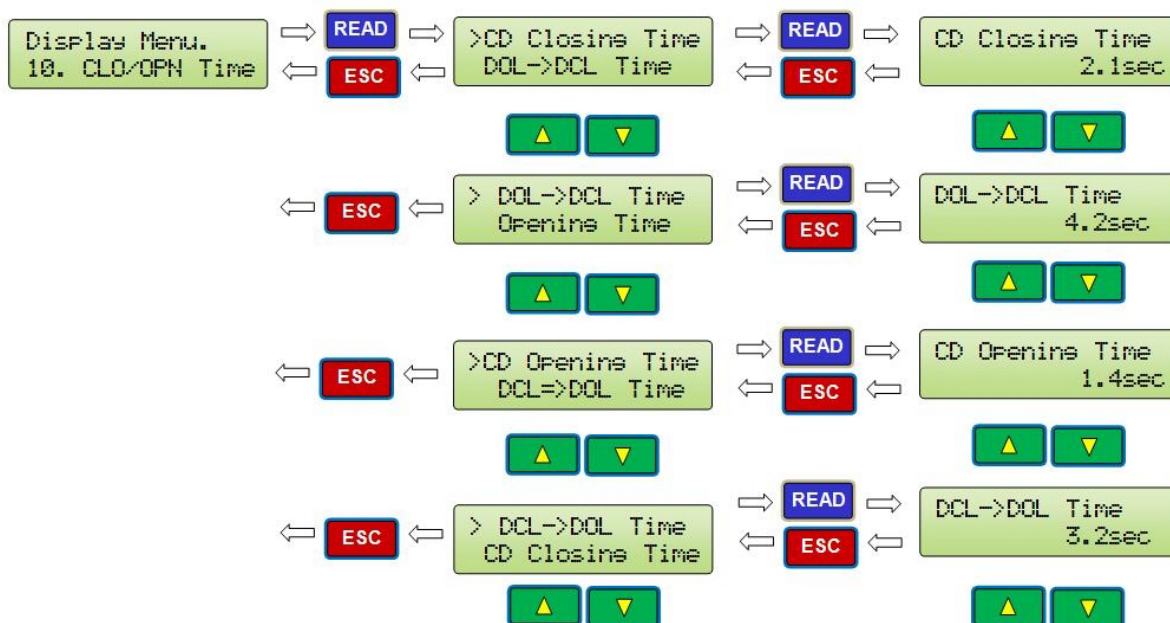 Display Menu.
10. CLO/OPN Time
READ
ESC
>CD Closing Time
DOL->DCL Time
READ
ESC
CD Closing Time
2.1sec
ESC
> DOL->DCL Time
Opening Time
READ
ESC
DOL->DCL Time
4.2sec
ESC
>CD Opening Time
DCL=>DOL Time
READ
ESC
CD Opening Time
1.4sec
ESC
> DCL->DOL Time
CD Closing Time
READ
ESC
DCL->DOL Time
3.2sec